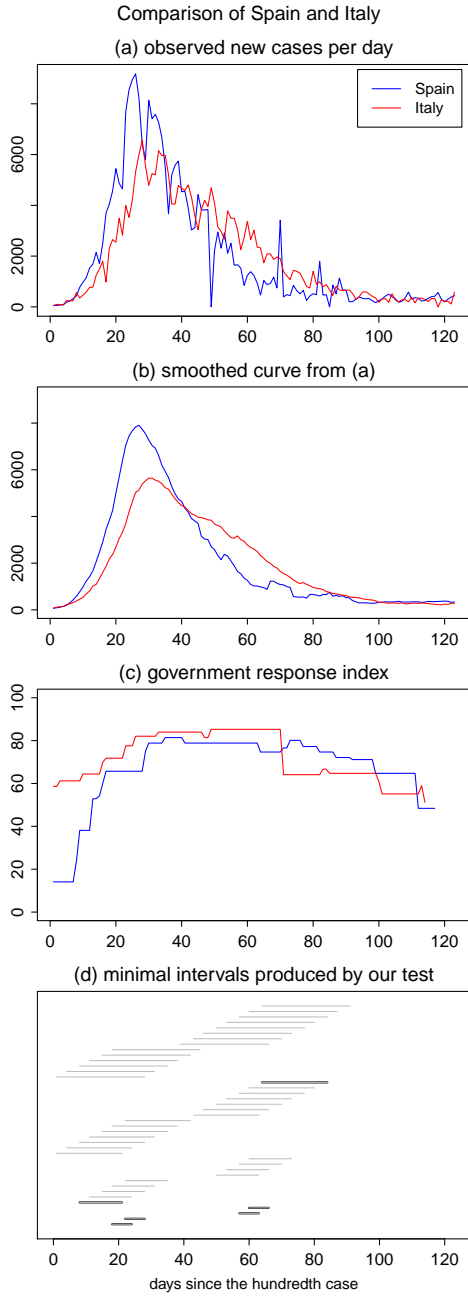 Comparison of Spain and Italy
(a) observed new cases per day
Spain
Italy
0 2000 6000
0 20 40 60 80 100 120
(b) smoothed curve from (a)
0 2000 6000
0 20 40 60 80 100 120
(c) government response index
0 20 40 60 80 100
0 20 40 60 80 100 120
(d) minimal intervals produced by our test
0 20 40 60 80 100 120
days since the hundredth case